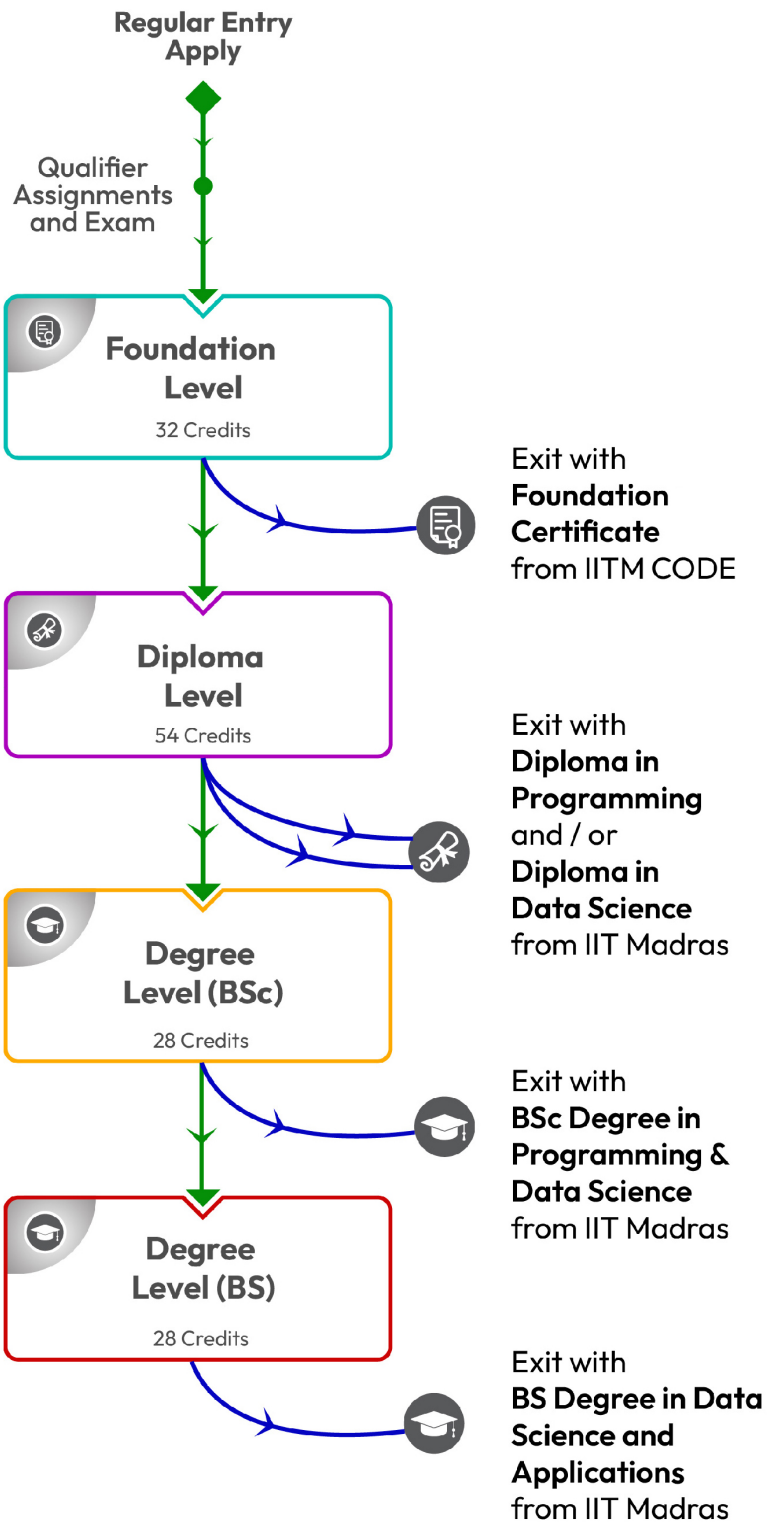 Regular Entry
Apply
Qualifier
Assignments
and Exam
Foundation
Level
32 Credits
Exit with
Foundation
Certificate
from IITM CODE
Diploma
Level
54 Credits
Exit with
Diploma in
Programming
and / or
Diploma in
Data Science
from IIT Madras
Degree
Level (BSc)
28 Credits
Exit with
BSc Degree in
Programming &
Data Science
from IIT Madras
Degree
Level (BS)
28 Credits
Exit with
BS Degree in Data
Science and
Applications
from IIT Madras